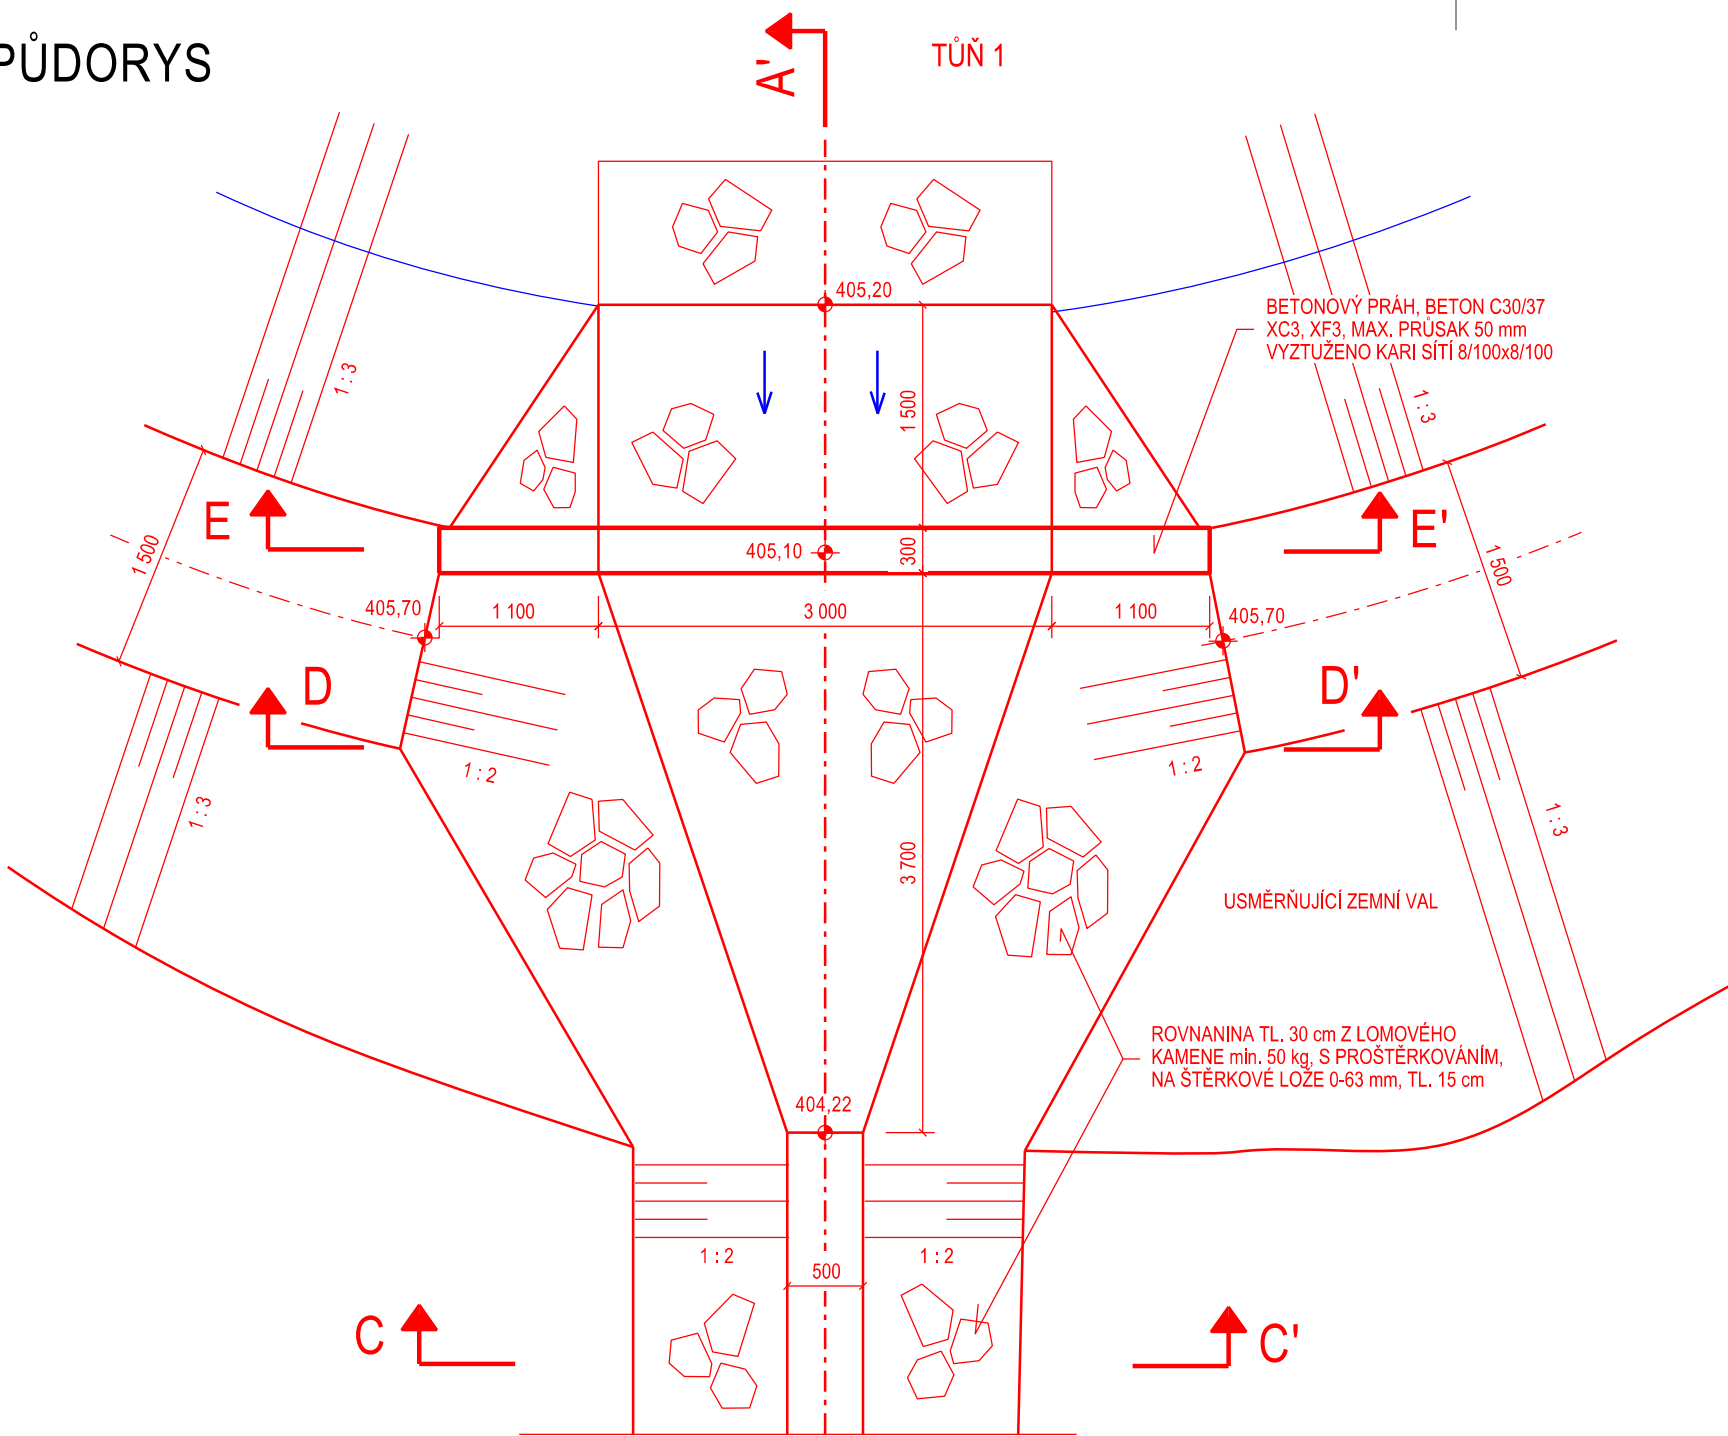 PŮDORYS
A'
TŮŇ 1
405,20
BETONOVÝ PRÁH, BETON C30/37
XC3, XF3, MAX. PRŮSAK 50 mm
VYZTUŽENO KARI SÍTÍ 8/100x8/100
1 : 3
1 : 3
1 500
E
E'
405,10
300
1 500
1 500
405,70
1 100
3 000
1 100
405,70
D
D'
1 : 2
1 : 2
1 : 3
1 : 3
3 700
USMĚRŇUJÍCÍ ZEMNÍ VAL
ROVNANINA TL. 30 cm Z LOMOVÉHO
KAMENE min. 50 kg, S PROŠTĚRKOVÁNÍM,
NA ŠTĚRKOVÉ LOŽE 0-63 mm, TL. 15 cm
404,22
1 : 2
1 : 2
500
C
C'